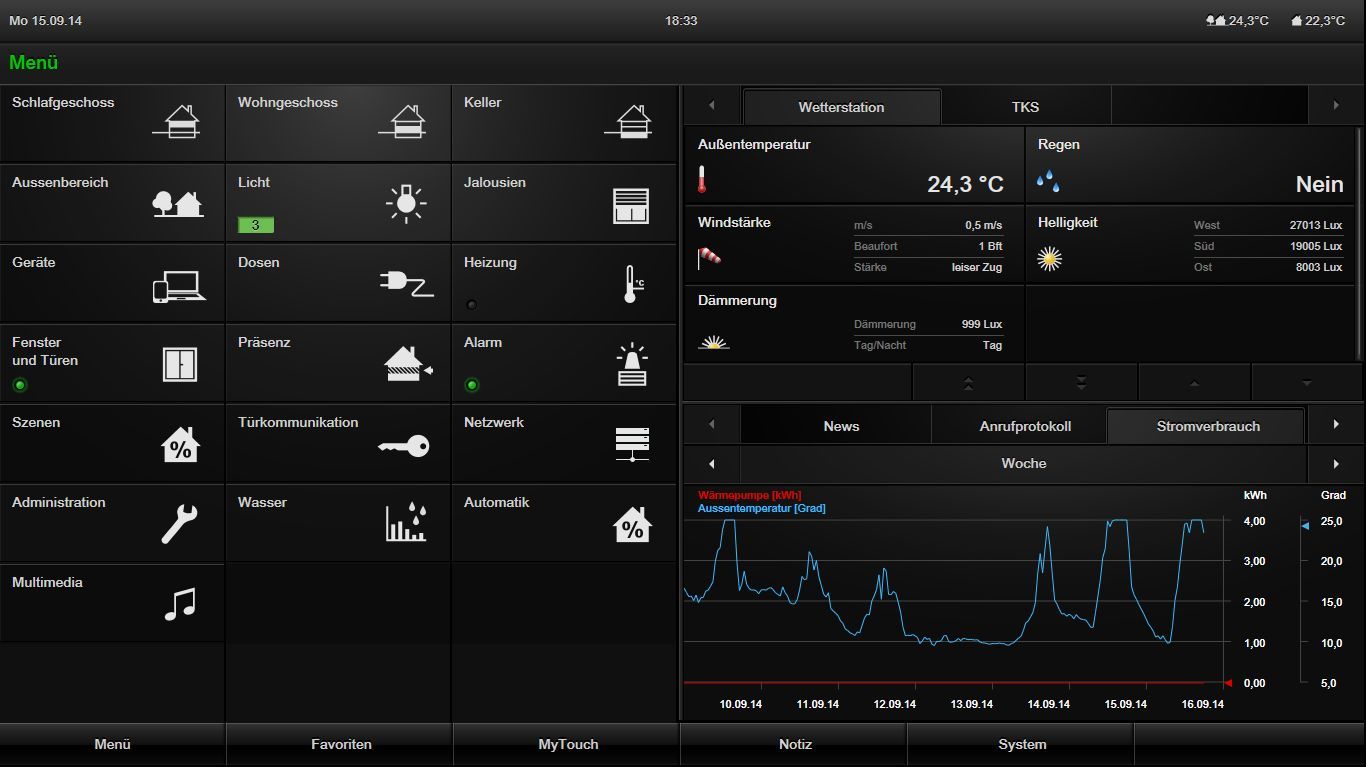 Mo 15.09.14
18:33
24,3°C
22,3°C
Menü
Schlafgeschoss
Wohngeschoss
Keller
Aussenbereich
Licht
3
Jalousien
Geräte
Dosen
Heizung
°C
Fenster
und Türen
Präsenz
Alarm
Szenen
%
Türkommunikation
Netzwerk
Administration
Wasser
Automatik
%
Multimedia
Wetterstation
TKS
Außentemperatur
24,3 °C
Regen
Nein
Windstärke
m/s 0,5 m/s
Beaufort 1 Bft
Stärke leiser Zug
Helligkeit
West 27013 Lux
Süd 19005 Lux
Ost 8003 Lux
Dämmerung
Dämmerung 999 Lux
Tag/Nacht Tag
News
Anrufprotokoll
Stromverbrauch
Woche
Wärmepumpe [kWh]
Aussentemperatur [Grad]
kWh Grad
4,00 25,0
3,00 20,0
2,00 15,0
1,00 10,0
0,00 5,0
10.09.14 11.09.14 12.09.14 13.09.14 14.09.14 15.09.14 16.09.14
Menü
Favoriten
MyTouch
Notiz
System